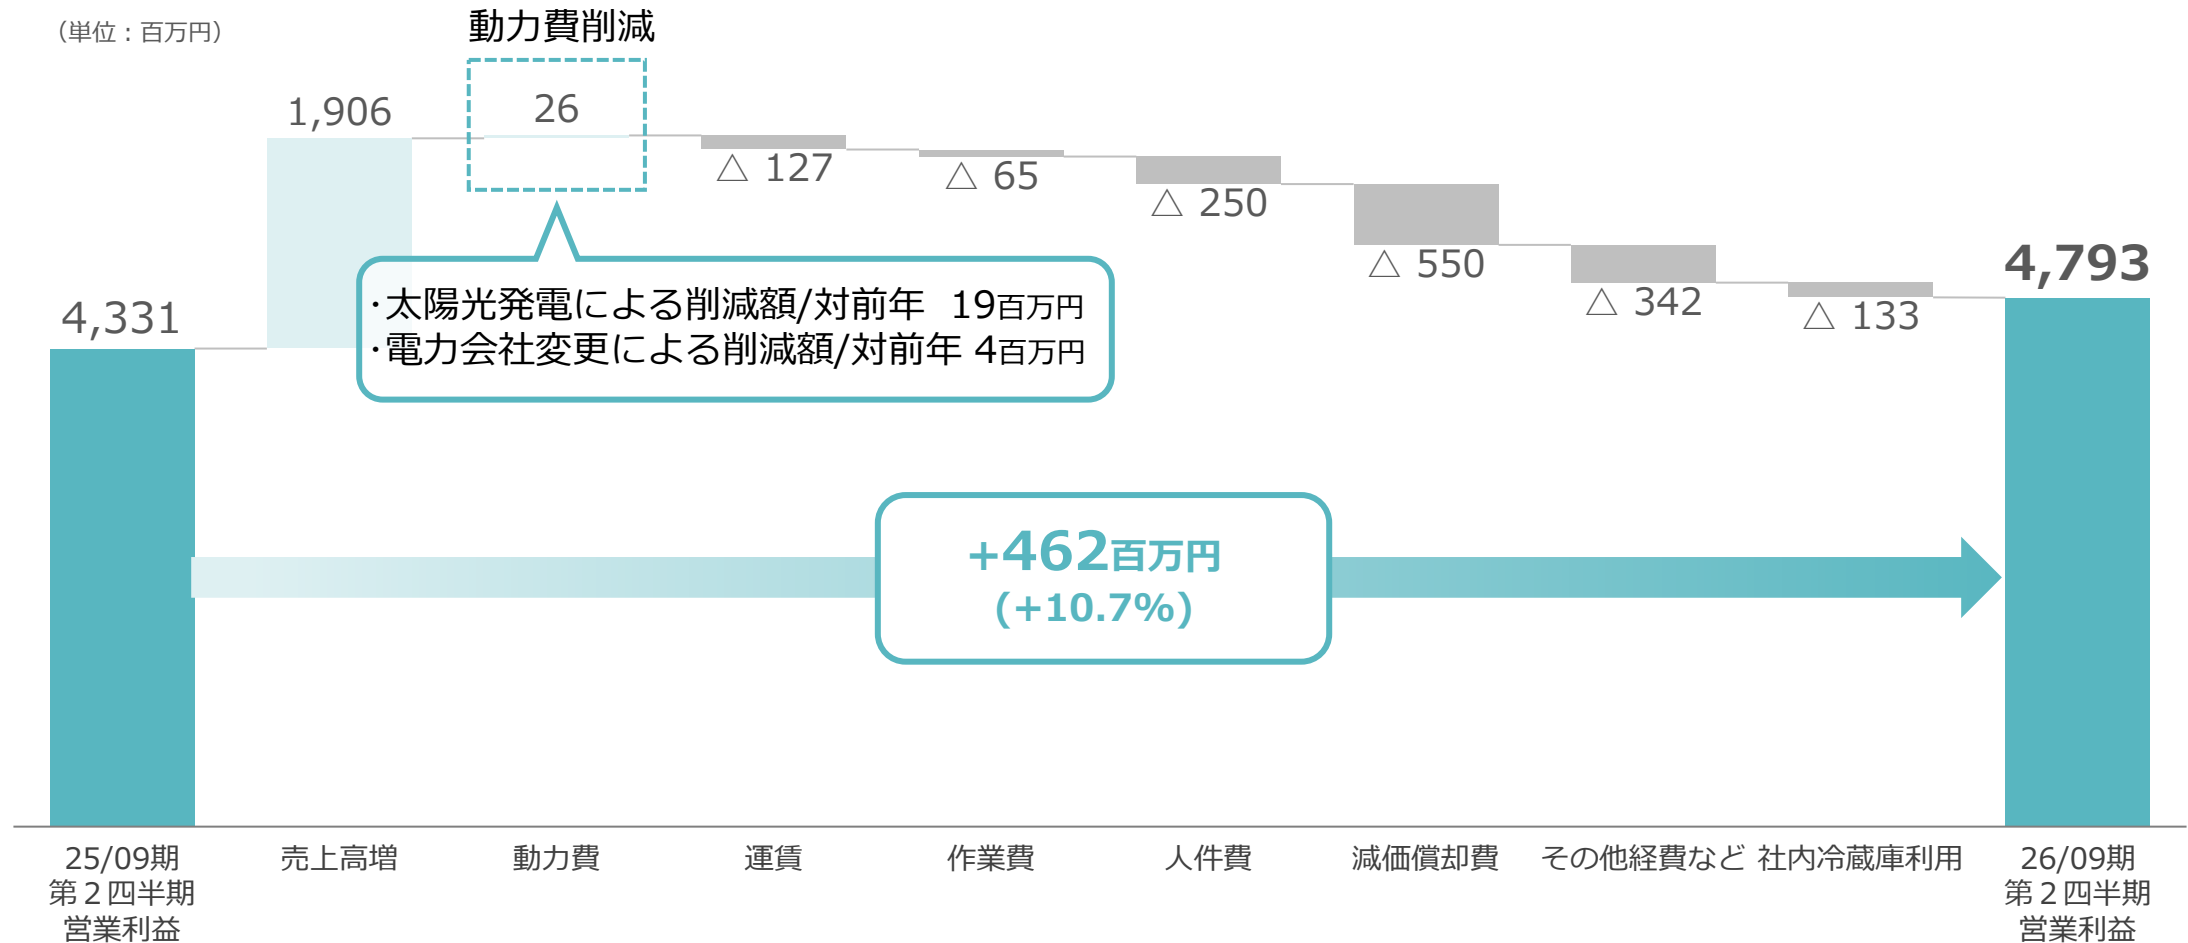 （単位：百万円）
動力費削減
4,331
1,906
26
△ 127
△ 65
△ 250
△ 550
△ 342
△ 133
4,793
・太陽光発電による削減額/対前年 19百万円
・電力会社変更による削減額/対前年 4百万円
+462百万円
(+10.7%)
25/09期
第２四半期
営業利益
売上高増
動力費
運賃
作業費
人件費
減価償却費
その他経費など
社内冷蔵庫利用
26/09期
第２四半期
営業利益